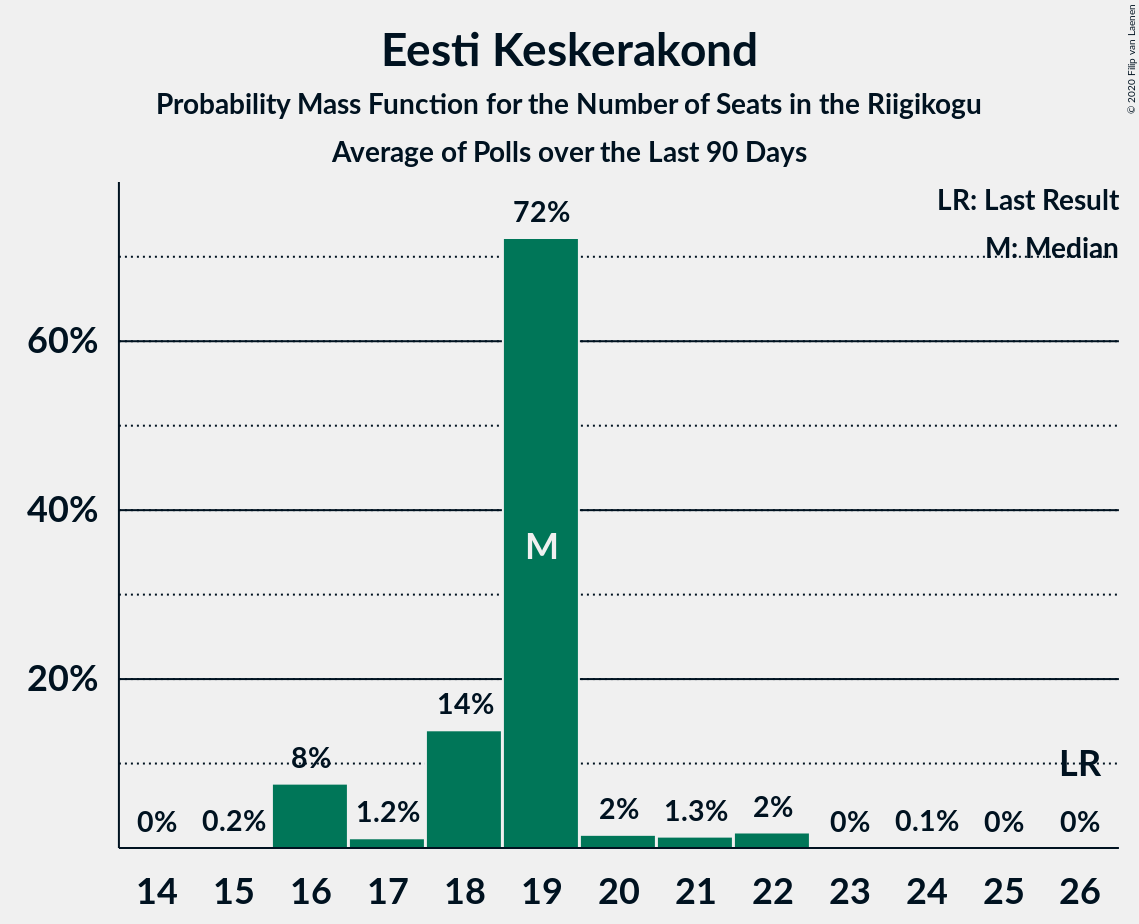 Eesti Keskerakond
Probability Mass Function for the Number of Seats in the Riigikogu
Average of Polls over the Last 90 Days
© 2020 Filip van Laenen
LR: Last Result
M: Median
72%
60%
40%
M
20%
14%
8%
LR
0%
0.2%
1.2%
2%
1.3%
2%
0%
0.1%
0%
0%
14 15 16 17 18 19 20 21 22 23 24 25 26